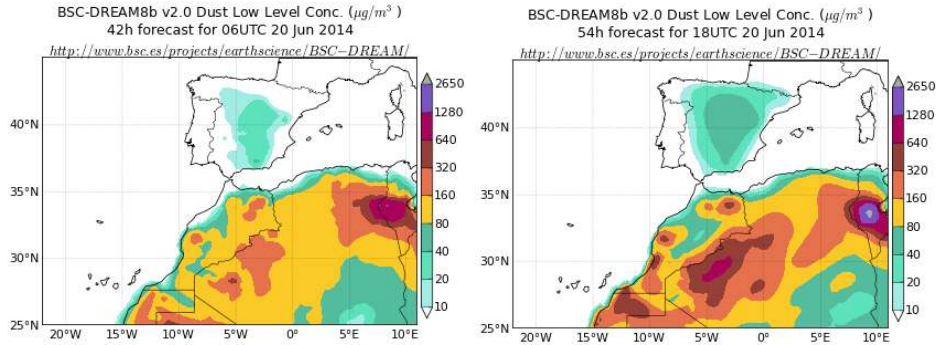 BSC-DREAM8b v2.0 Dust Low Level Conc. (μg/m³ )
42h forecast for 06UTC 20 Jun 2014
http://www.bsc.es/projects/earthscience/BSC−DREAM/
40°N
35°N
30°N
25°N
20°W
15°W
10°W
5°W
0°
5°E
10°E
2650
1280
640
320
160
80
40
20
10
BSC-DREAM8b v2.0 Dust Low Level Conc. (μg/m³ )
54h forecast for 18UTC 20 Jun 2014
http://www.bsc.es/projects/earthscience/BSC−DREAM/
40°N
35°N
30°N
25°N
20°W
15°W
10°W
5°W
0°
5°E
10°E
2650
1280
640
320
160
80
40
20
10